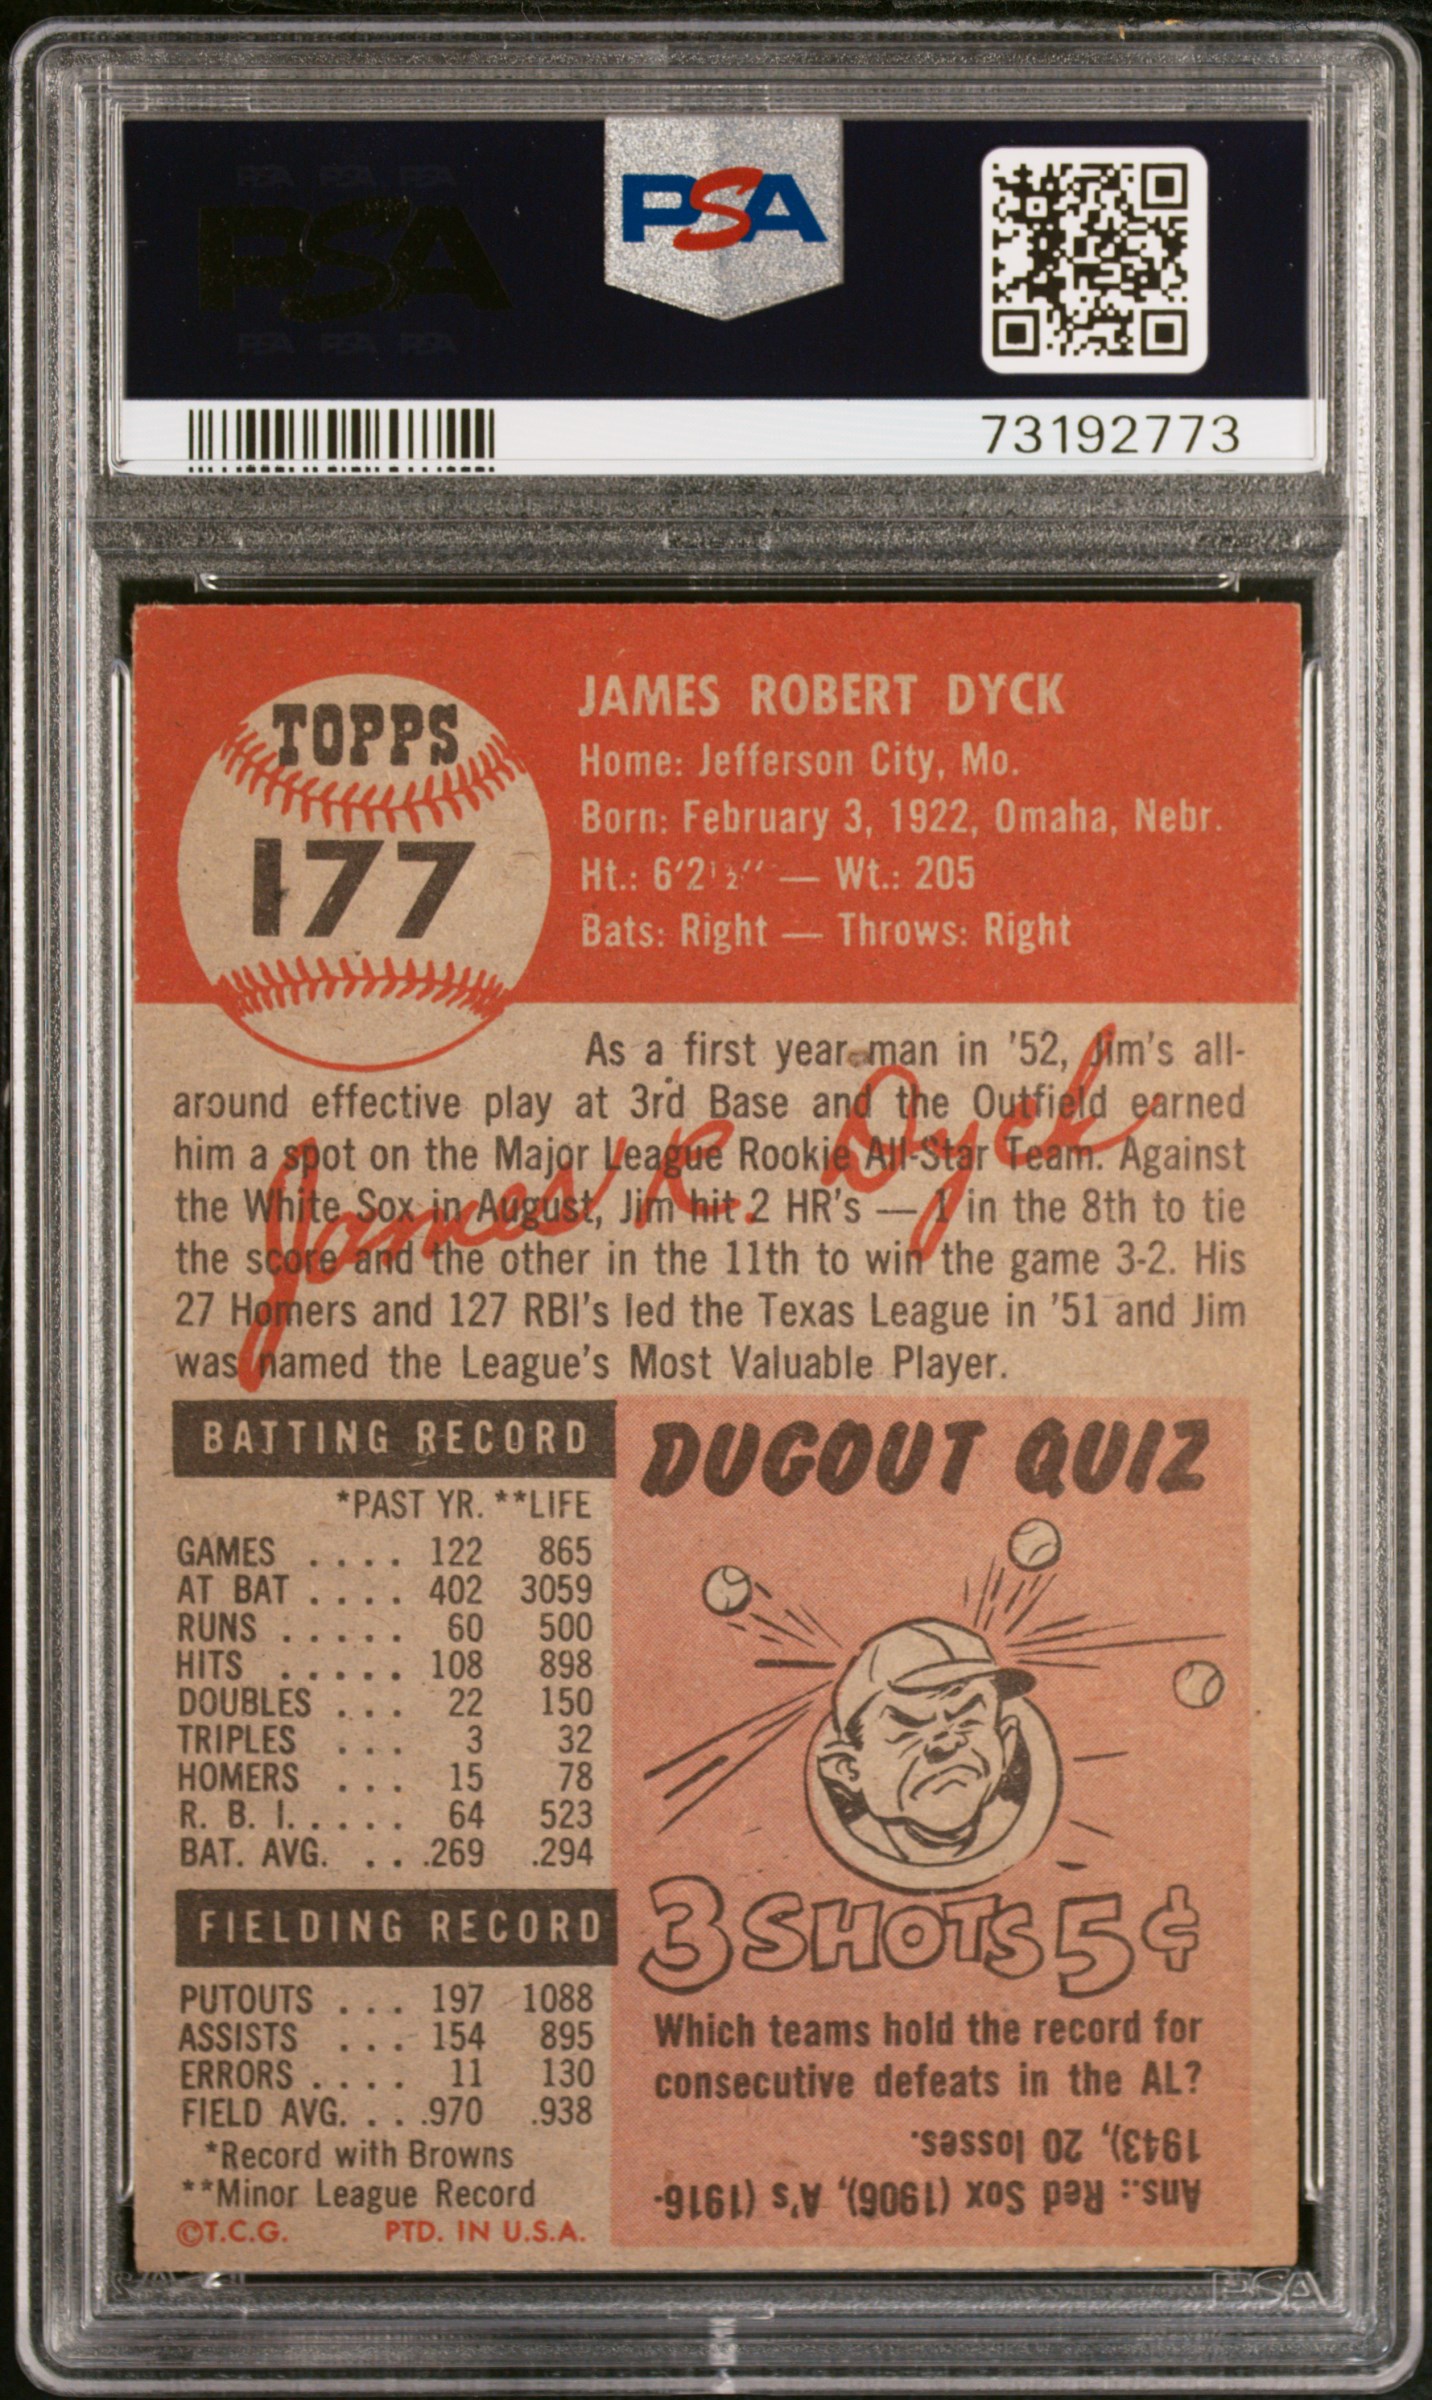 PSA PSA PSA
PSA
PSA PSA PSA
PSA
73192773
TOPPS
177
JAMES ROBERT DYCK
Home: Jefferson City, Mo.
Born: February 3, 1922, Omaha, Nebr.
Ht.: 6'2½" — Wt.: 205
Bats: Right — Throws: Right
As a first year man in '52, Jim's all-
around effective play at 3rd Base and the Outfield earned
him a spot on the Major League Rookie All-Star Team. Against
the White Sox in August, Jim hit 2 HR's — 1 in the 8th to tie
the score and the other in the 11th to win the game 3-2. His
27 Homers and 127 RBI's led the Texas League in '51 and Jim
was named the League's Most Valuable Player.
James R. Dyck
BATTING RECORD
*PAST YR. **LIFE
GAMES .... 122 865
AT BAT .... 402 3059
RUNS ..... 60 500
HITS ..... 108 898
DOUBLES ... 22 150
TRIPLES ... 3 32
HOMERS ... 15 78
R. B. I. .... 64 523
BAT. AVG. .. .269 .294
FIELDING RECORD
PUTOUTS ... 197 1088
ASSISTS ... 154 895
ERRORS .... 11 130
FIELD AVG. .. .970 .938
*Record with Browns
**Minor League Record
©T.C.G. PTD. IN U.S.A.
DUGOUT QUIZ
3 SHOTS 5¢
Which teams hold the record for
consecutive defeats in the AL?
Ans.: Red Sox (1906), A's (1916-
1943), 20 losses.
PSA